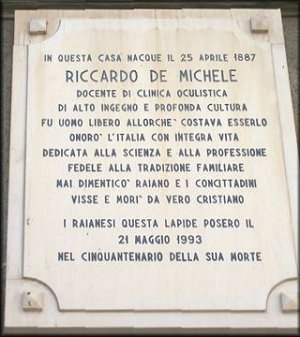 IN QUESTA CASA NACQUE IL 25 APRILE 1887
RICCARDO DE MICHELE
DOCENTE DI CLINICA OCULISTICA
DI ALTO INGEGNO E PROFONDA CULTURA
FU UOMO LIBERO ALLORCHE' COSTAVA ESSERLO
ONORO' L'ITALIA CON INTEGRA VITA
DEDICATA ALLA SCIENZA E ALLA PROFESSIONE
FEDELE ALLA TRADIZIONE FAMILIARE
MAI DIMENTICO' RAIANO E I CONCITTADINI
VISSE E MORI' DA VERO CRISTIANO
I RAIANESI QUESTA LAPIDE POSERO IL
21 MAGGIO 1993
NEL CINQUANTENARIO DELLA SUA MORTE